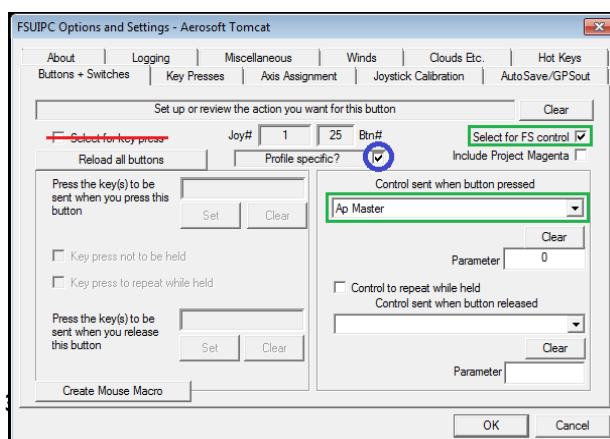 FSUIPC Options and Settings - Aerosoft Tomcat
About Logging Miscellaneous Winds Clouds Etc. Hot Keys
Buttons + Switches Key Presses Axis Assignment Joystick Calibration AutoSave/GPSout
Set up or review the action you want for this button Clear
Select for key press Joy# 1 25 Btn# Select for FS control
Reload all buttons Profile specific? Include Project Magenta
Press the key(s) to be
sent when you press this
button
Set Clear
Key press not to be held
Key press to repeat while held
Press the key(s) to be
sent when you release
this button
Set Clear
Create Mouse Macro
Control sent when button pressed
Ap Master
Clear
Parameter 0
Control to repeat while held
Control sent when button released
Clear
Parameter
OK Cancel